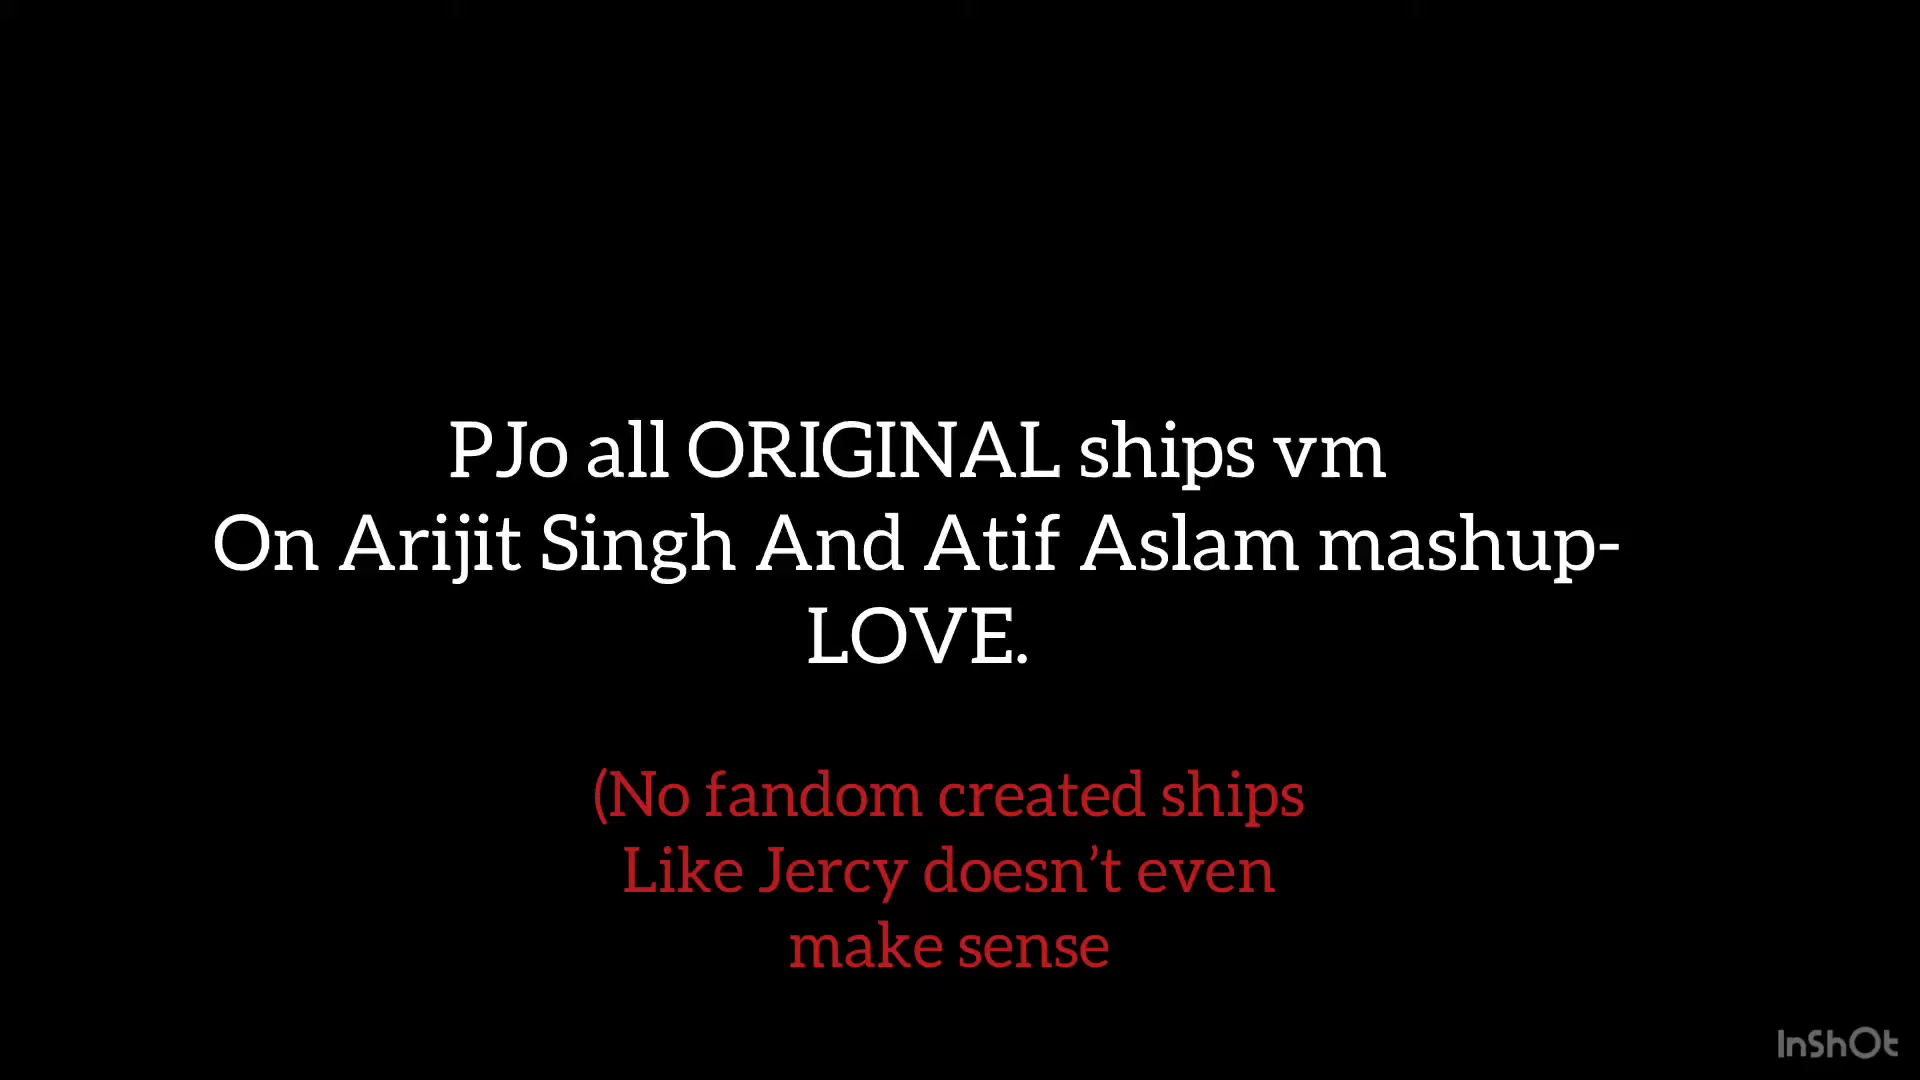 PJo all ORIGINAL ships vm
On Arijit Singh And Atif Aslam mashup-
LOVE.
(No fandom created ships
Like Jercy doesn’t even
make sense
InShOt